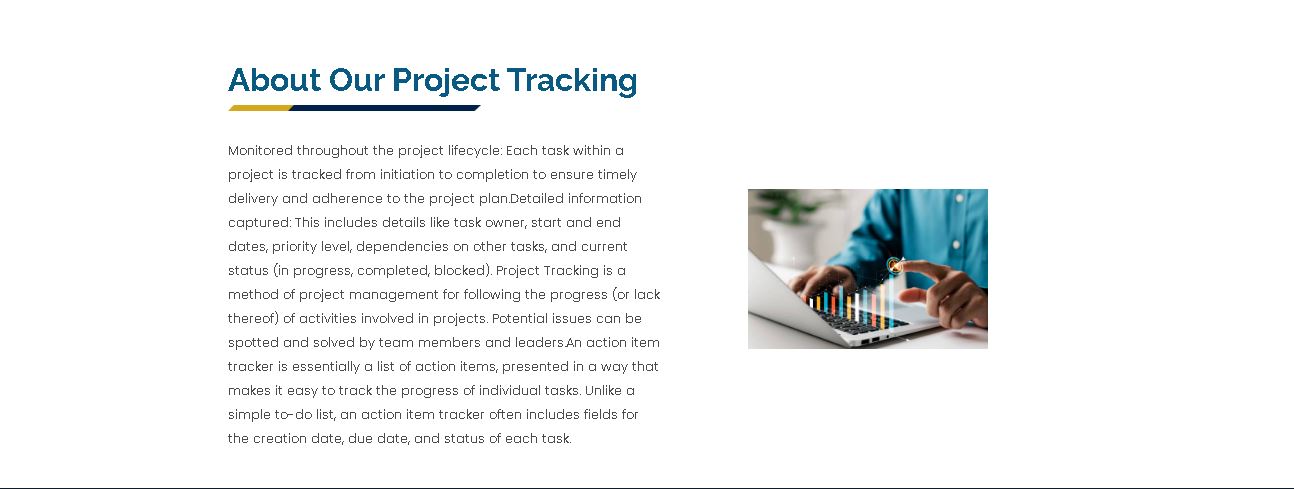 About Our Project Tracking
Monitored throughout the project lifecycle: Each task within a
project is tracked from initiation to completion to ensure timely
delivery and adherence to the project plan.Detailed information
captured: This includes details like task owner, start and end
dates, priority level, dependencies on other tasks, and current
status (in progress, completed, blocked). Project Tracking is a
method of project management for following the progress (or lack
thereof) of activities involved in projects. Potential issues can be
spotted and solved by team members and leaders.An action item
tracker is essentially a list of action items, presented in a way that
makes it easy to track the progress of individual tasks. Unlike a
simple to-do list, an action item tracker often includes fields for
the creation date, due date, and status of each task.